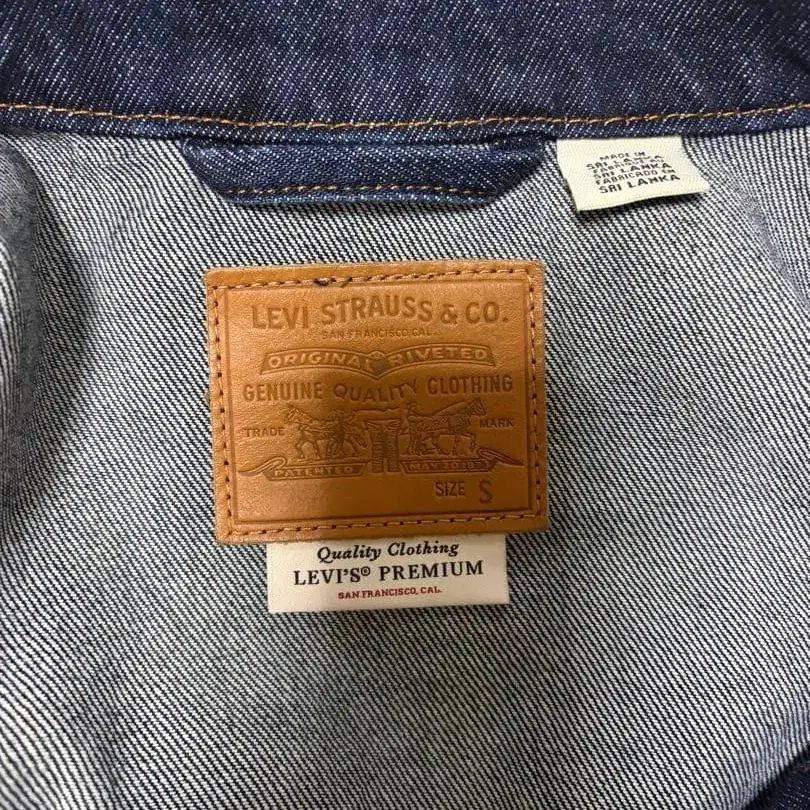 MADE IN
SRI LANKA
SRI LANKA
FABRICADO EN
SRI LANKA
LEVI STRAUSS & CO.
SAN FRANCISCO, CAL.
ORIGINAL RIVETED
GENUINE QUALITY CLOTHING
TRADE MARK
PATENTED MAY 20 187
SIZE S
Quality Clothing
LEVI'S® PREMIUM
SAN FRANCISCO, CAL.